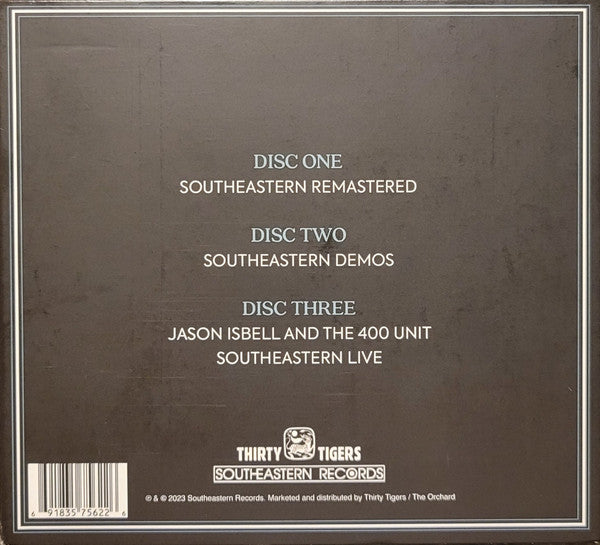 DISC ONE
SOUTHEASTERN REMASTERED
DISC TWO
SOUTHEASTERN DEMOS
DISC THREE
JASON ISBELL AND THE 400 UNIT
SOUTHEASTERN LIVE
THIRTY TIGERS
SOUTHEASTERN RECORDS
℗ & © 2023 Southeastern Records. Marketed and distributed by Thirty Tigers / The Orchard
6 91835 75622 6